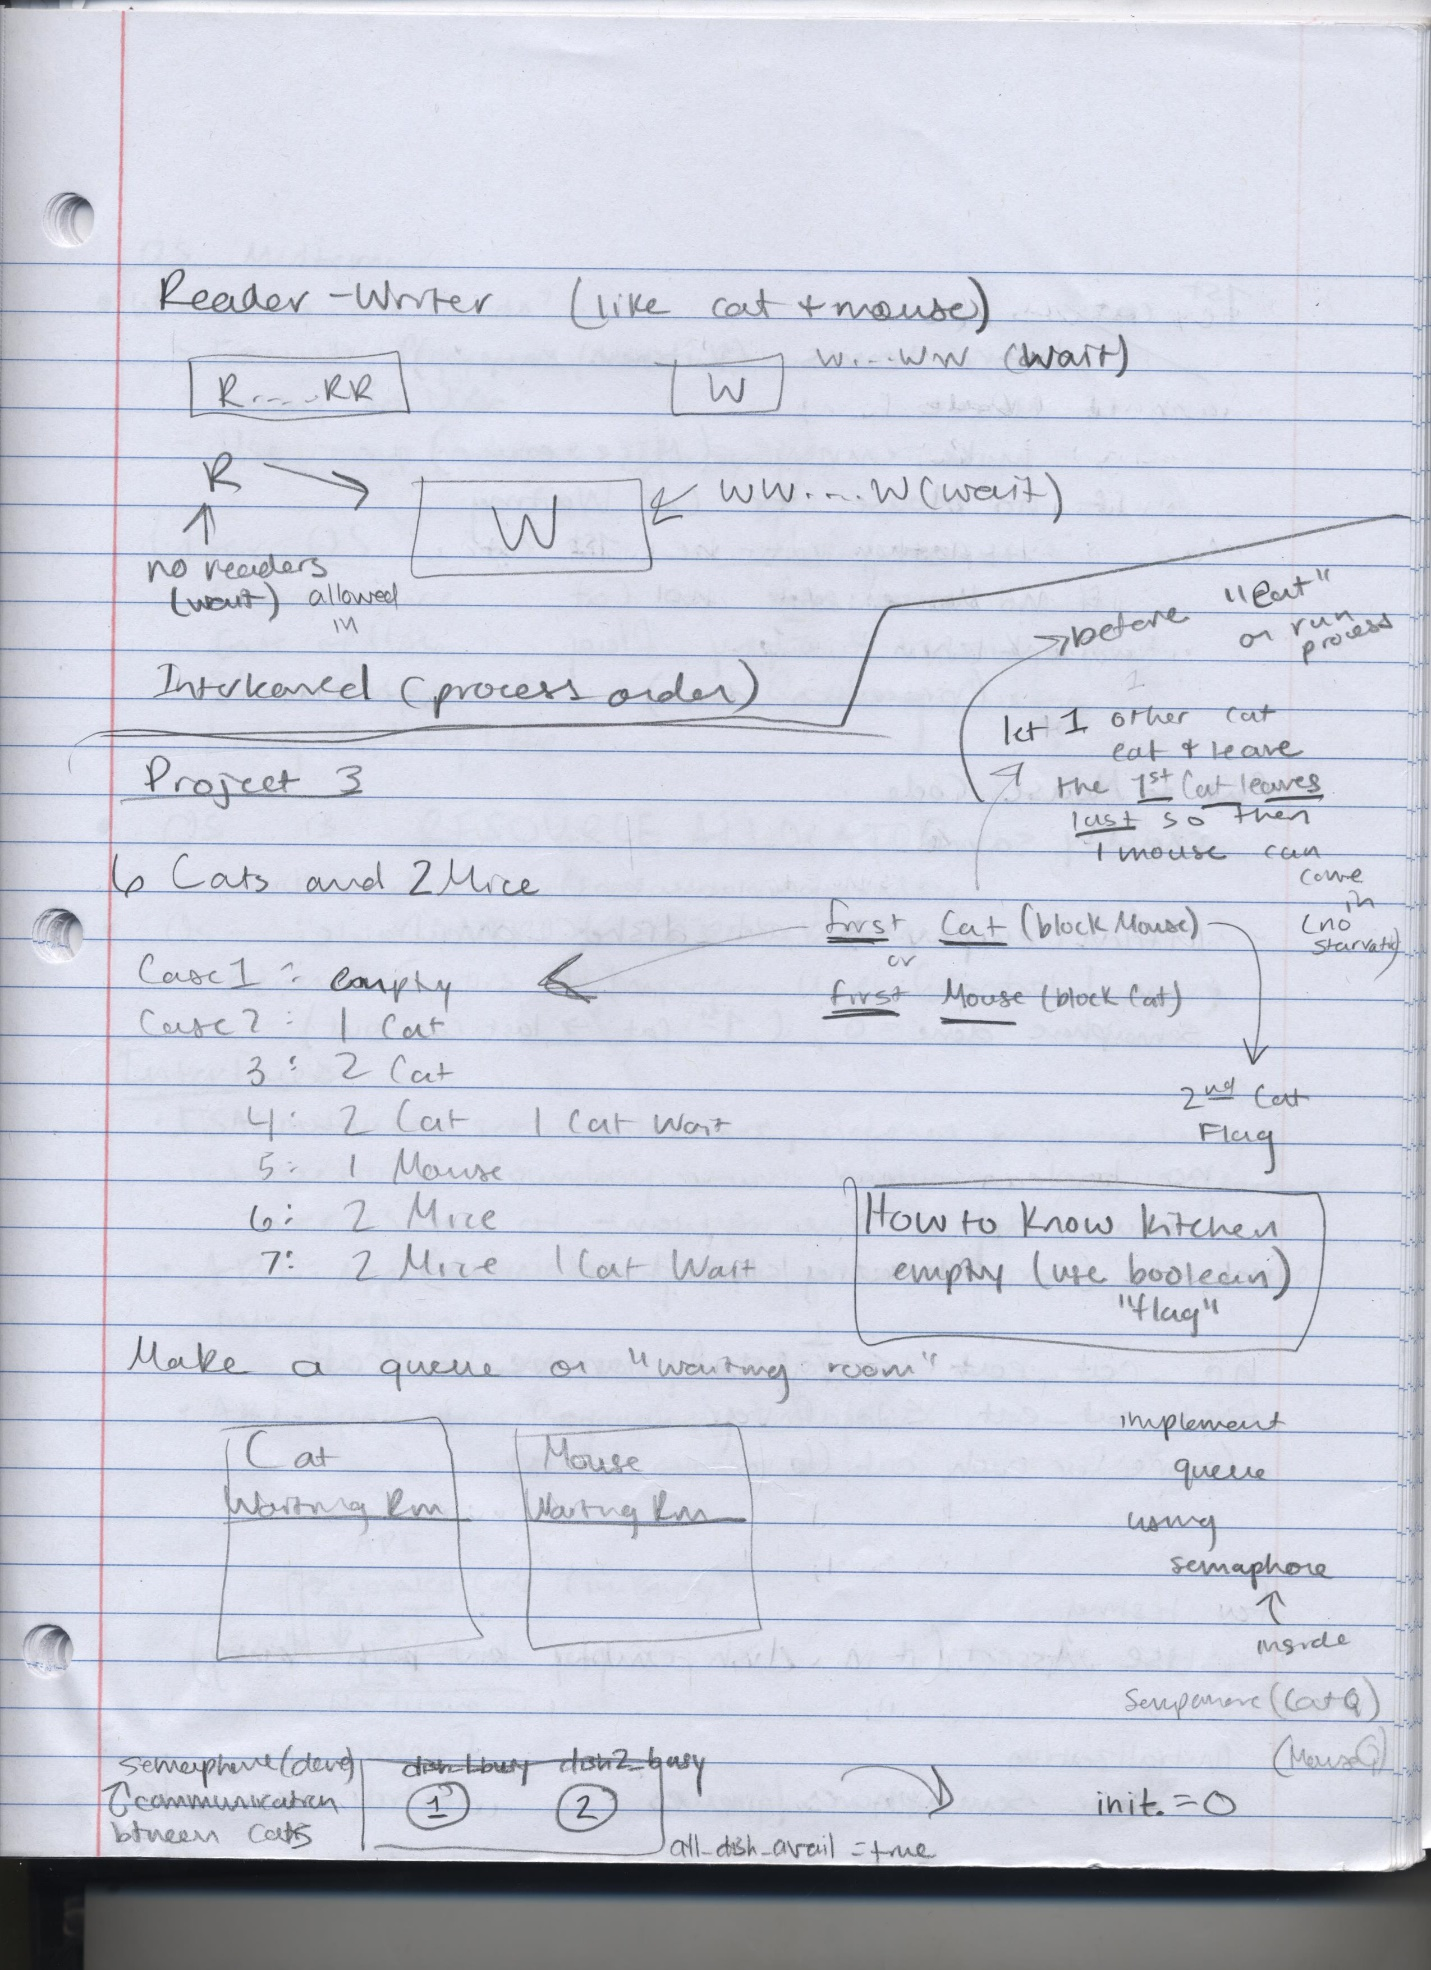 Reader-Writer (like cat + mouse)
R....RR
W
W...WW (wait)
R
W
WW....W (wait)
no readers
(wait) allowed
in
Interleaved (process order)
before "Eat"
or run
process
let 1 other cat
eat + leave
the 1st Cat leaves
last so then
1 mouse can
come
in
(no
starvation)
Project 3
6 Cats and 2 Mice
first Cat (block Mouse)
or
first Mouse (block Cat)
2nd Cat
Flag
Case 1: empty
Case 2: 1 Cat
3: 2 Cat
4: 2 Cat 1 Cat Wait
5: 1 Mouse
6: 2 Mice
7: 2 Mice 1 Cat Wait
How to know kitchen
empty (use boolean)
"flag"
Make a queue or "waiting room"
Cat
Waiting Rm
Mouse
Waiting Rm
implement
queue
using
semaphore
inside
Sempahore (CatQ)
(MouseQ)
semaphore (done)
communication
btween cats
dish1busy dish2_busy
1
2
all_dish_avail = true
init. = 0